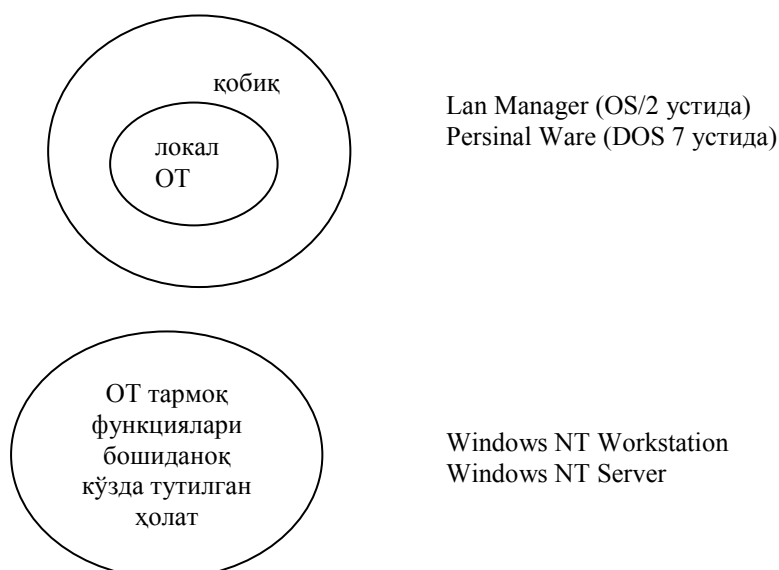 қобиқ
локал
ОТ
Lan Manager (OS/2 устида)
Persinal Ware (DOS 7 устида)
ОТ тармоқ
функциялари
бошиданоқ
кўзда тутилган
ҳолат
Windows NT Workstation
Windows NT Server